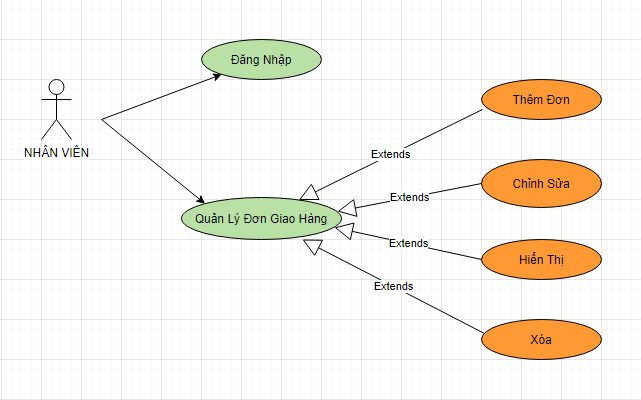 Đăng Nhập
NHÂN VIÊN
Thêm Đơn
Extends
Chỉnh Sửa
Extends
Quản Lý Đơn Giao Hàng
Extends
Hiển Thị
Extends
Xóa